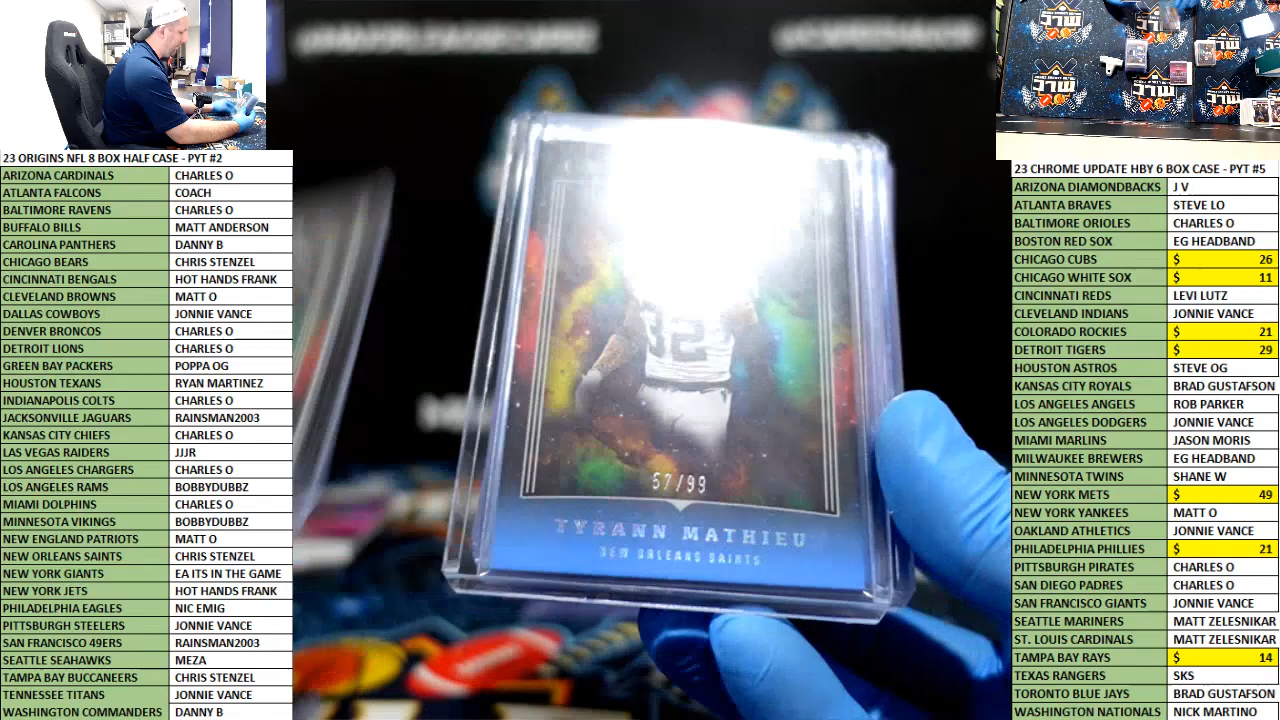 23 ORIGINS NFL 8 BOX HALF CASE - PYT #2
ARIZONA CARDINALS CHARLES O
ATLANTA FALCONS COACH
BALTIMORE RAVENS CHARLES O
BUFFALO BILLS MATT ANDERSON
CAROLINA PANTHERS DANNY B
CHICAGO BEARS CHRIS STENZEL
CINCINNATI BENGALS HOT HANDS FRANK
CLEVELAND BROWNS MATT O
DALLAS COWBOYS JONNIE VANCE
DENVER BRONCOS CHARLES O
DETROIT LIONS CHARLES O
GREEN BAY PACKERS POPPA OG
HOUSTON TEXANS RYAN MARTINEZ
INDIANAPOLIS COLTS CHARLES O
JACKSONVILLE JAGUARS RAINSMAN2003
KANSAS CITY CHIEFS CHARLES O
LAS VEGAS RAIDERS JJJR
LOS ANGELES CHARGERS CHARLES O
LOS ANGELES RAMS BOBBYDUBBZ
MIAMI DOLPHINS CHARLES O
MINNESOTA VIKINGS BOBBYDUBBZ
NEW ENGLAND PATRIOTS MATT O
NEW ORLEANS SAINTS CHRIS STENZEL
NEW YORK GIANTS EA ITS IN THE GAME
NEW YORK JETS HOT HANDS FRANK
PHILADELPHIA EAGLES NIC EMIG
PITTSBURGH STEELERS JONNIE VANCE
SAN FRANCISCO 49ERS RAINSMAN2003
SEATTLE SEAHAWKS MEZA
TAMPA BAY BUCCANEERS CHRIS STENZEL
TENNESSEE TITANS JONNIE VANCE
WASHINGTON COMMANDERS DANNY B
32
57/99
TYRANN MATHIEU
NEW ORLEANS SAINTS
23 CHROME UPDATE HBY 6 BOX CASE - PYT #5
ARIZONA DIAMONDBACKS J V
ATLANTA BRAVES STEVE LO
BALTIMORE ORIOLES CHARLES O
BOSTON RED SOX EG HEADBAND
CHICAGO CUBS $ 26
CHICAGO WHITE SOX $ 11
CINCINNATI REDS LEVI LUTZ
CLEVELAND INDIANS JONNIE VANCE
COLORADO ROCKIES $ 21
DETROIT TIGERS $ 29
HOUSTON ASTROS STEVE OG
KANSAS CITY ROYALS BRAD GUSTAFSON
LOS ANGELES ANGELS ROB PARKER
LOS ANGELES DODGERS JONNIE VANCE
MIAMI MARLINS JASON MORIS
MILWAUKEE BREWERS EG HEADBAND
MINNESOTA TWINS SHANE W
NEW YORK METS $ 49
NEW YORK YANKEES MATT O
OAKLAND ATHLETICS JONNIE VANCE
PHILADELPHIA PHILLIES $ 21
PITTSBURGH PIRATES CHARLES O
SAN DIEGO PADRES CHARLES O
SAN FRANCISCO GIANTS JONNIE VANCE
SEATTLE MARINERS MATT ZELESNIKAR
ST. LOUIS CARDINALS MATT ZELESNIKAR
TAMPA BAY RAYS $ 14
TEXAS RANGERS SKS
TORONTO BLUE JAYS BRAD GUSTAFSON
WASHINGTON NATIONALS NICK MARTINO